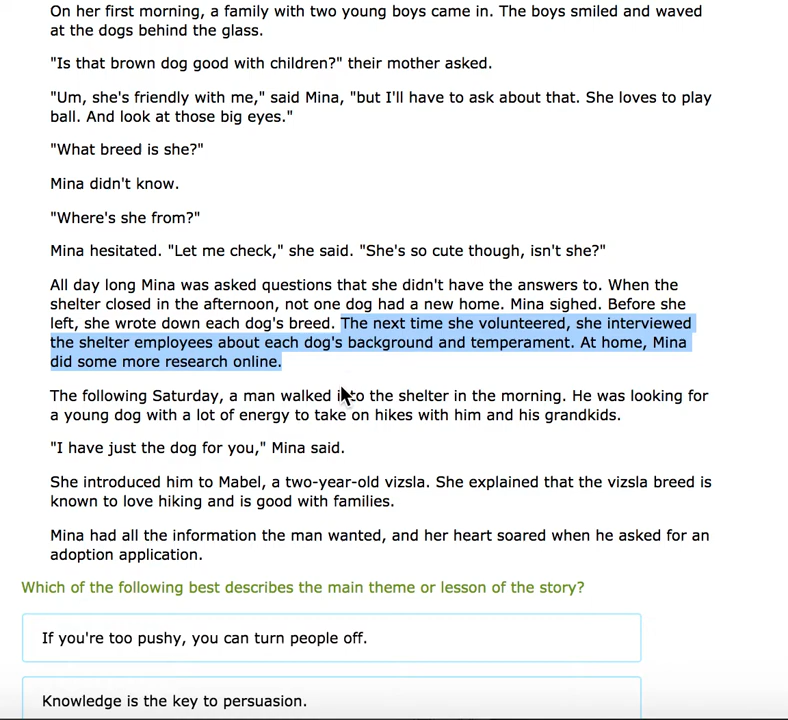 On her first morning, a family with two young boys came in. The boys smiled and waved
at the dogs behind the glass.
"Is that brown dog good with children?" their mother asked.
"Um, she's friendly with me," said Mina, "but I'll have to ask about that. She loves to play
ball. And look at those big eyes."
"What breed is she?"
Mina didn't know.
"Where's she from?"
Mina hesitated. "Let me check," she said. "She's so cute though, isn't she?"
All day long Mina was asked questions that she didn't have the answers to. When the
shelter closed in the afternoon, not one dog had a new home. Mina sighed. Before she
left, she wrote down each dog's breed. The next time she volunteered, she interviewed
the shelter employees about each dog's background and temperament. At home, Mina
did some more research online.
The following Saturday, a man walked into the shelter in the morning. He was looking for
a young dog with a lot of energy to take on hikes with him and his grandkids.
"I have just the dog for you," Mina said.
She introduced him to Mabel, a two-year-old vizsla. She explained that the vizsla breed is
known to love hiking and is good with families.
Mina had all the information the man wanted, and her heart soared when he asked for an
adoption application.
Which of the following best describes the main theme or lesson of the story?
If you're too pushy, you can turn people off.
Knowledge is the key to persuasion.